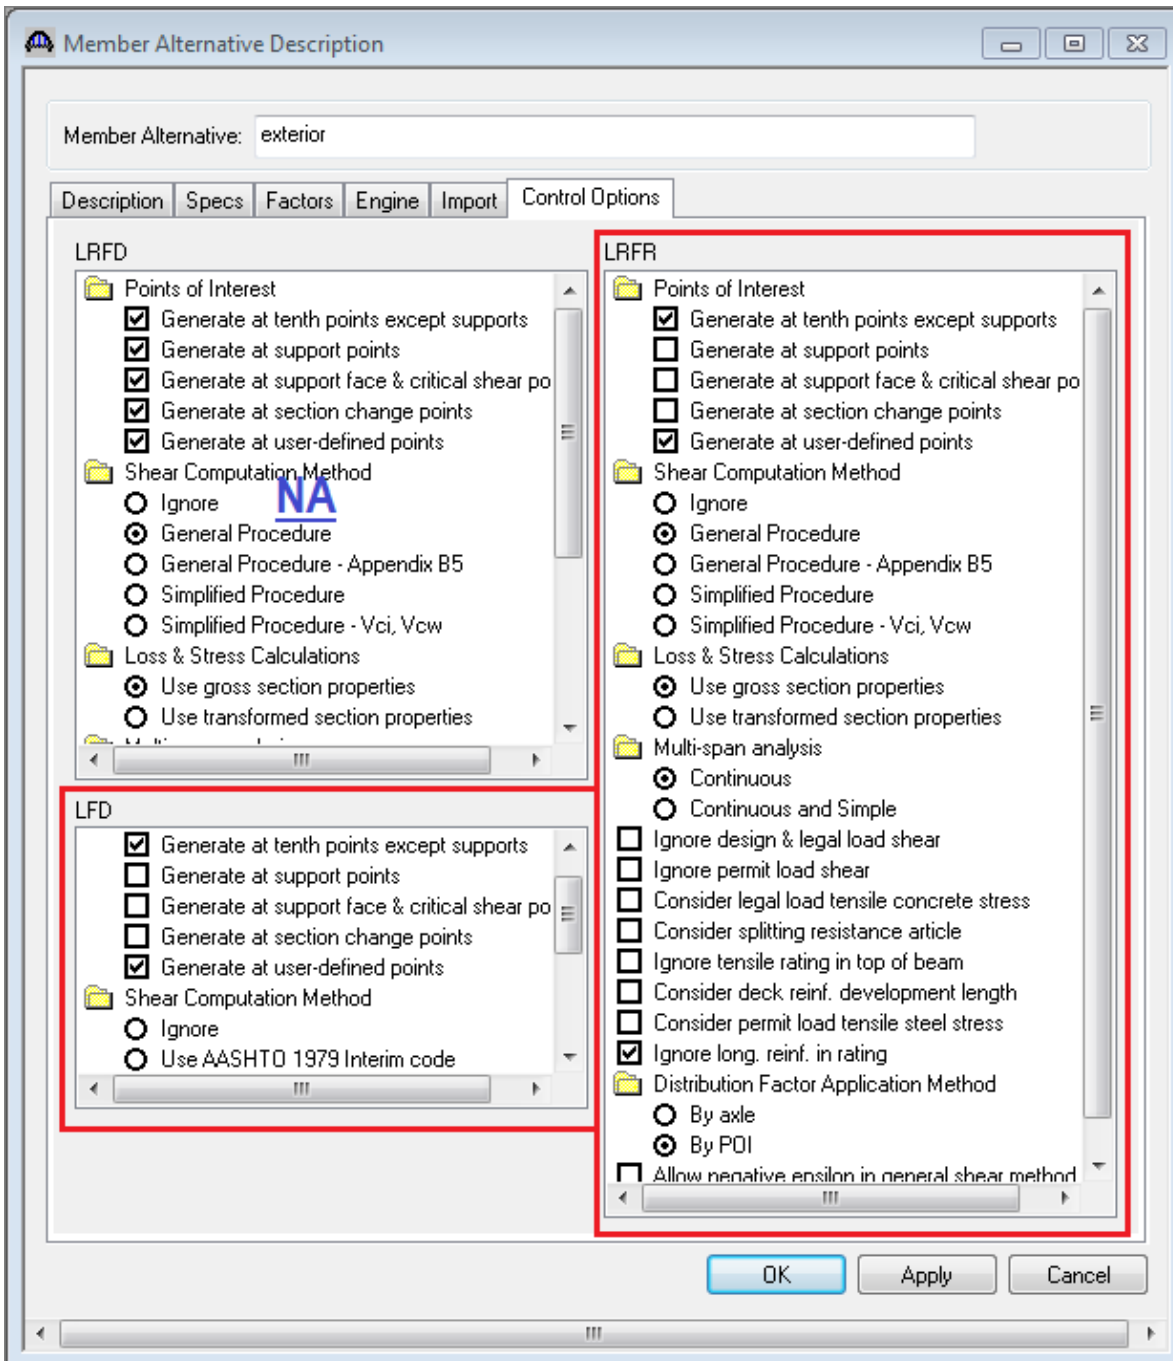 Member Alternative Description
Member Alternative: exterior
Description Specs Factors Engine Import Control Options
LRFD
Points of Interest
Generate at tenth points except supports
Generate at support points
Generate at support face & critical shear po
Generate at section change points
Generate at user-defined points
Shear Computation Method
NA
Ignore
General Procedure
General Procedure - Appendix B5
Simplified Procedure
Simplified Procedure - Vci, Vcw
Loss & Stress Calculations
Use gross section properties
Use transformed section properties
LFD
Generate at tenth points except supports
Generate at support points
Generate at support face & critical shear po
Generate at section change points
Generate at user-defined points
Shear Computation Method
Ignore
Use AASHTO 1979 Interim code
LRFR
Points of Interest
Generate at tenth points except supports
Generate at support points
Generate at support face & critical shear po
Generate at section change points
Generate at user-defined points
Shear Computation Method
Ignore
General Procedure
General Procedure - Appendix B5
Simplified Procedure
Simplified Procedure - Vci, Vcw
Loss & Stress Calculations
Use gross section properties
Use transformed section properties
Multi-span analysis
Continuous
Continuous and Simple
Ignore design & legal load shear
Ignore permit load shear
Consider legal load tensile concrete stress
Consider splitting resistance article
Ignore tensile rating in top of beam
Consider deck reinf. development length
Consider permit load tensile steel stress
Ignore long. reinf. in rating
Distribution Factor Application Method
By axle
By POI
Allow negative epsilon in general shear method
OK Apply Cancel